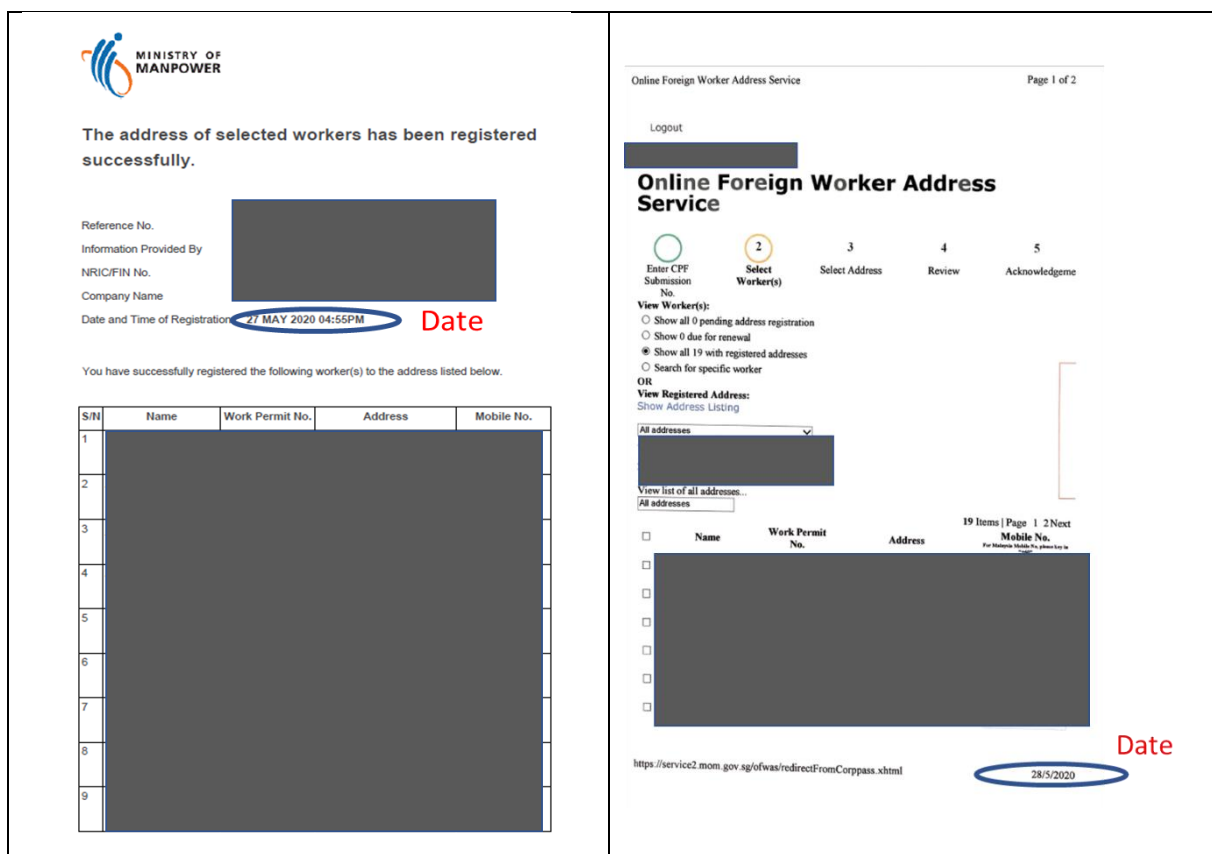 MINISTRY OF
MANPOWER
The address of selected workers has been registered
successfully.
Reference No.
Information Provided By
NRIC/FIN No.
Company Name
Date and Time of Registration 27 MAY 2020 04:55PM Date
You have successfully registered the following worker(s) to the address listed below.
S/N Name Work Permit No. Address Mobile No.
1
2
3
4
5
6
7
8
9
Online Foreign Worker Address Service Page 1 of 2
Logout
Online Foreign Worker Address
Service
2 3 4 5
Enter CPF Select Select Address Review Acknowledgeme
Submission Worker(s)
No.
View Worker(s):
Show all 0 pending address registration
Show 0 due for renewal
Show all 19 with registered addresses
Search for specific worker
OR
View Registered Address:
Show Address Listing
All addresses
View list of all addresses...
All addresses
19 Items | Page 1 2 Next
Name Work Permit Address Mobile No.
No. For Malaysia Mobile No, please key in
Date
https://service2.mom.gov.sg/ofwas/redirectFromCorppass.xhtml 28/5/2020